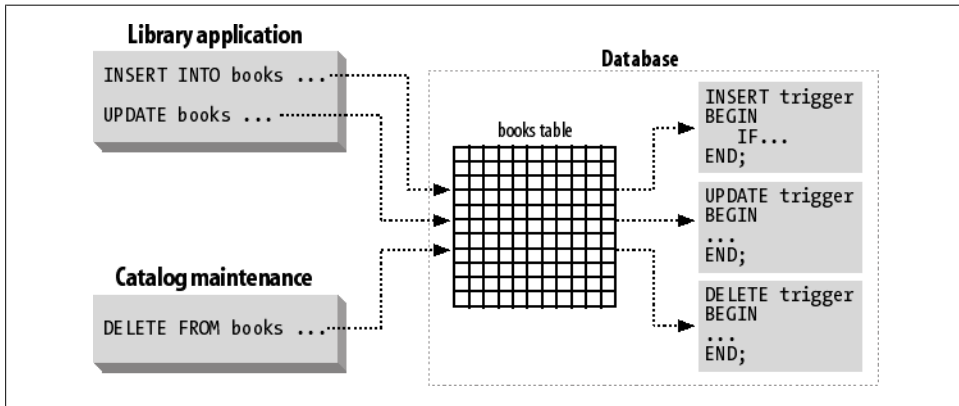 Library application
INSERT INTO books ...
UPDATE books ...
Catalog maintenance
DELETE FROM books ...
Database
books table
INSERT trigger
BEGIN
IF...
END;
UPDATE trigger
BEGIN
...
END;
DELETE trigger
BEGIN
...
END;